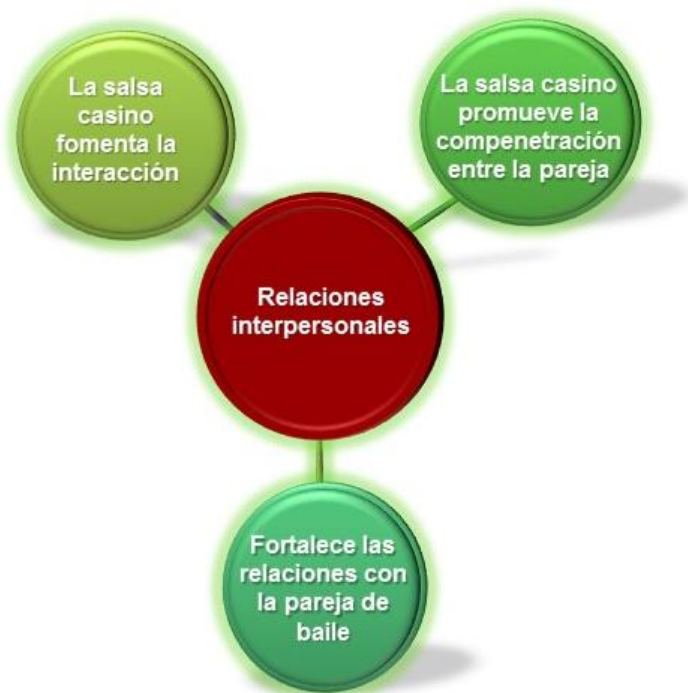 La salsa
casino
fomenta la
interacción
La salsa casino
promueve la
compenetración
entre la pareja
Relaciones
interpersonales
Fortalece las
relaciones con
la pareja de
baile